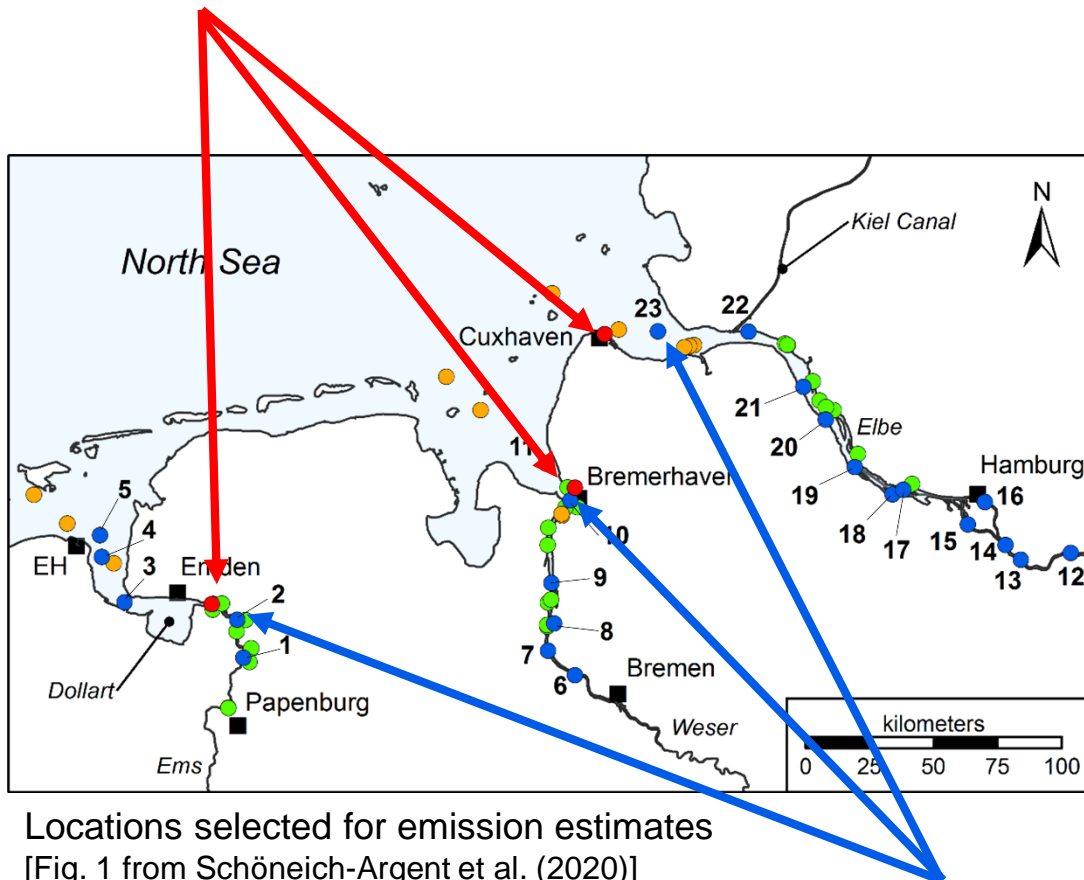 N
Kiel Canal
North Sea
23
22
Cuxhaven
21
20
Elbe
11
Bremerhaven
Hamburg
19
16
5
18
17
15
14
13
12
4
10
EH
3
Emden
2
9
8
1
7
Bremen
6
Dollart
Papenburg
Weser
kilometers
0 25 50 75 100
Ems
Locations selected for emission estimates
[Fig. 1 from Schöneich-Argent et al. (2020)]